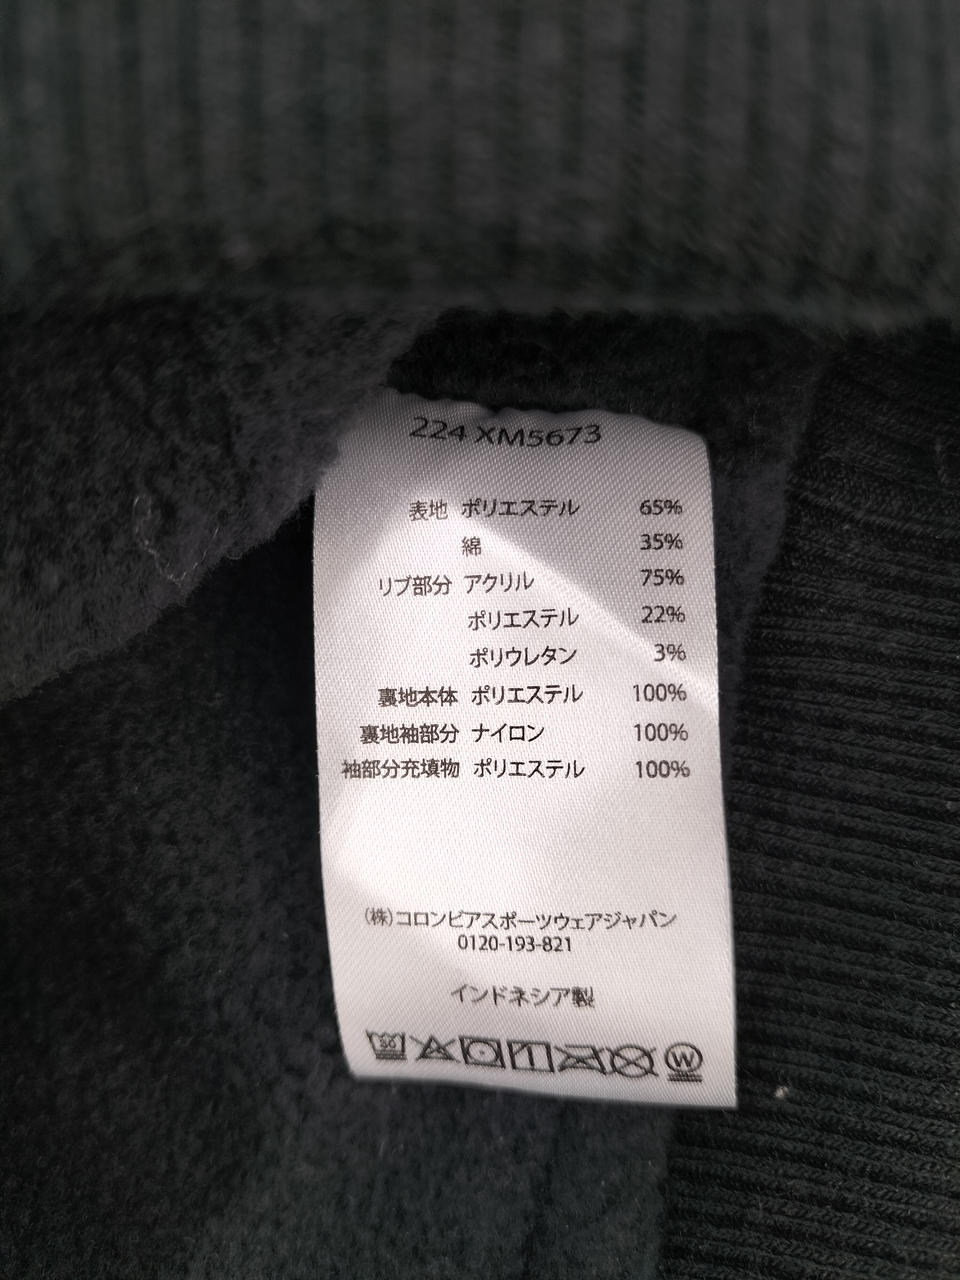 224 XM5673
表地 ポリエステル 65%
綿 35%
リブ部分 アクリル 75%
ポリエステル 22%
ポリウレタン 3%
裏地本体 ポリエステル 100%
裏地袖部分 ナイロン 100%
袖部分充填物 ポリエステル 100%
(株)コロンビアスポーツウェアジャパン
0120-193-821
インドネシア製
30 W